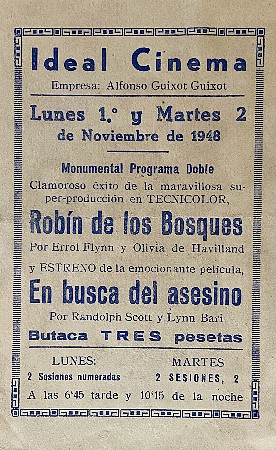 Ideal Cinema
Empresa: Alfonso Guixot Guixot
Lunes 1.º y Martes 2
de Noviembre de 1948
Monumental Programa Doble
Clamoroso éxito de la maravillosa su-
per-producción en TECNICOLOR,
Robín de los Bosques
Por Errol Flynn y Olivia de Havilland
y ESTRENO de la emocionante película,
En busca del asesino
Por Randolph Scott y Lynn Bari
Butaca TRES pesetas
LUNES: MARTES
2 Sesiones numeradas 2 SESIONES, 2
A las 6'45 tarde y 10'15 de la noche